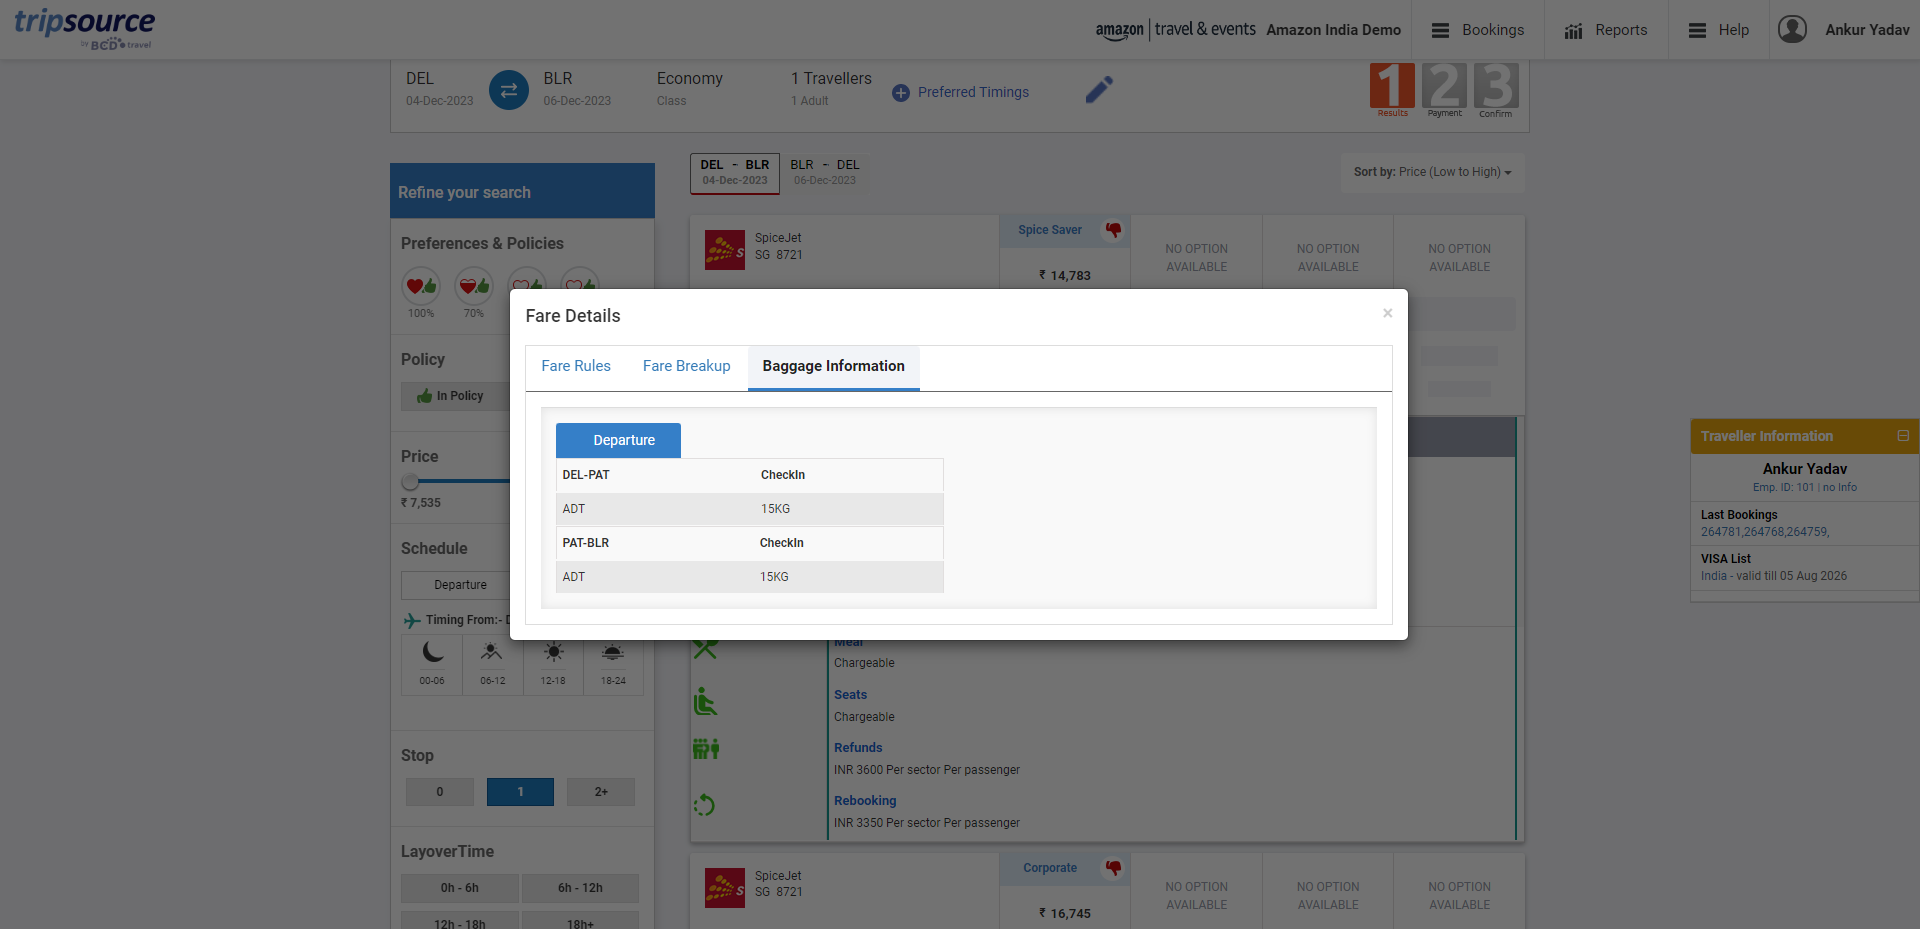 tripsource
by BCD travel
amazon | travel & events Amazon India Demo
Bookings
Reports
Help
Ankur Yadav
DEL
04-Dec-2023
BLR
06-Dec-2023
Economy
Class
1 Travellers
1 Adult
Preferred Timings
1 2 3
Results Payment Confirm
DEL - BLR
04-Dec-2023
BLR - DEL
06-Dec-2023
Sort by: Price (Low to High)
Refine your search
Preferences & Policies
100% 70%
Policy
In Policy
Price
₹ 7,535
Schedule
Departure
Timing From:- D
00-06 06-12 12-18 18-24
Stop
0 1 2+
LayoverTime
0h - 6h 6h - 12h
12h - 18h 18h+
SpiceJet
SG 8721
Spice Saver
₹ 14,783
NO OPTION
AVAILABLE
NO OPTION
AVAILABLE
NO OPTION
AVAILABLE
Fare Details
×
Fare Rules Fare Breakup Baggage Information
Departure
DEL-PAT CheckIn
ADT 15KG
PAT-BLR CheckIn
ADT 15KG
Meal
Chargeable
Seats
Chargeable
Refunds
INR 3600 Per sector Per passenger
Rebooking
INR 3350 Per sector Per passenger
SpiceJet
SG 8721
Corporate
₹ 16,745
NO OPTION
AVAILABLE
NO OPTION
AVAILABLE
NO OPTION
AVAILABLE
Traveller Information
Ankur Yadav
Emp. ID: 101 | no Info
Last Bookings
264781,264768,264759,
VISA List
India - valid till 05 Aug 2026